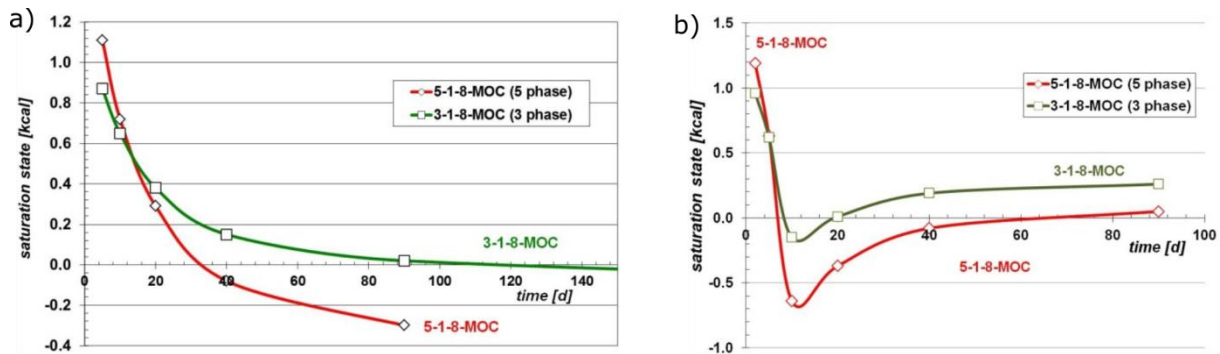 a)
1.2
1.0
0.8
0.6
0.4
0.2
0.0
-0.2
-0.4
saturation state [kcal]
5-1-8-MOC (5 phase)
3-1-8-MOC (3 phase)
3-1-8-MOC
0 20 40 60 80 100 120 140
time [d]
5-1-8-MOC
b)
1.5
1.0
0.5
0.0
-0.5
-1.0
saturation state [kcal]
5-1-8-MOC
5-1-8-MOC (5 phase)
3-1-8-MOC (3 phase)
3-1-8-MOC
0 20 40 60 80 100
time [d]
5-1-8-MOC